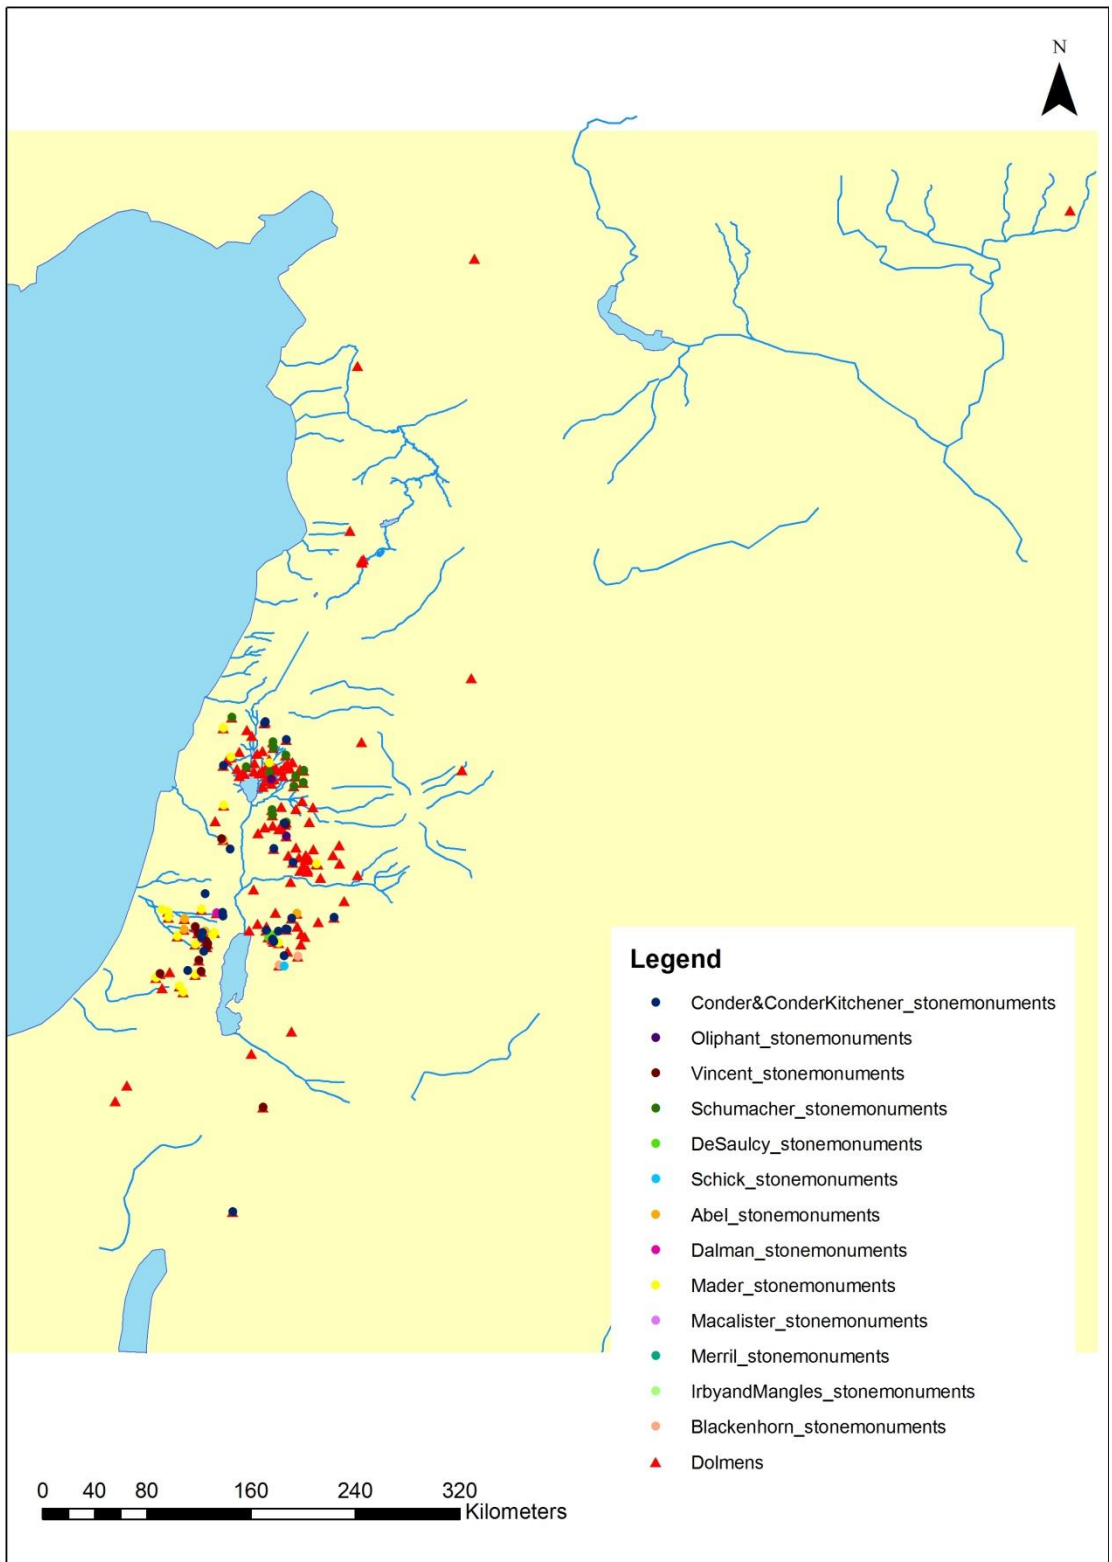 N
Legend
Conder&ConderKitchener_stonemonuments
Oliphant_stonemonuments
Vincent_stonemonuments
Schumacher_stonemonuments
DeSaulcy_stonemonuments
Schick_stonemonuments
Abel_stonemonuments
Dalman_stonemonuments
Mader_stonemonuments
Macalister_stonemonuments
Merril_stonemonuments
IrbyandMangles_stonemonuments
Blackenhorn_stonemonuments
Dolmens
0 40 80 160 240 320
Kilometers